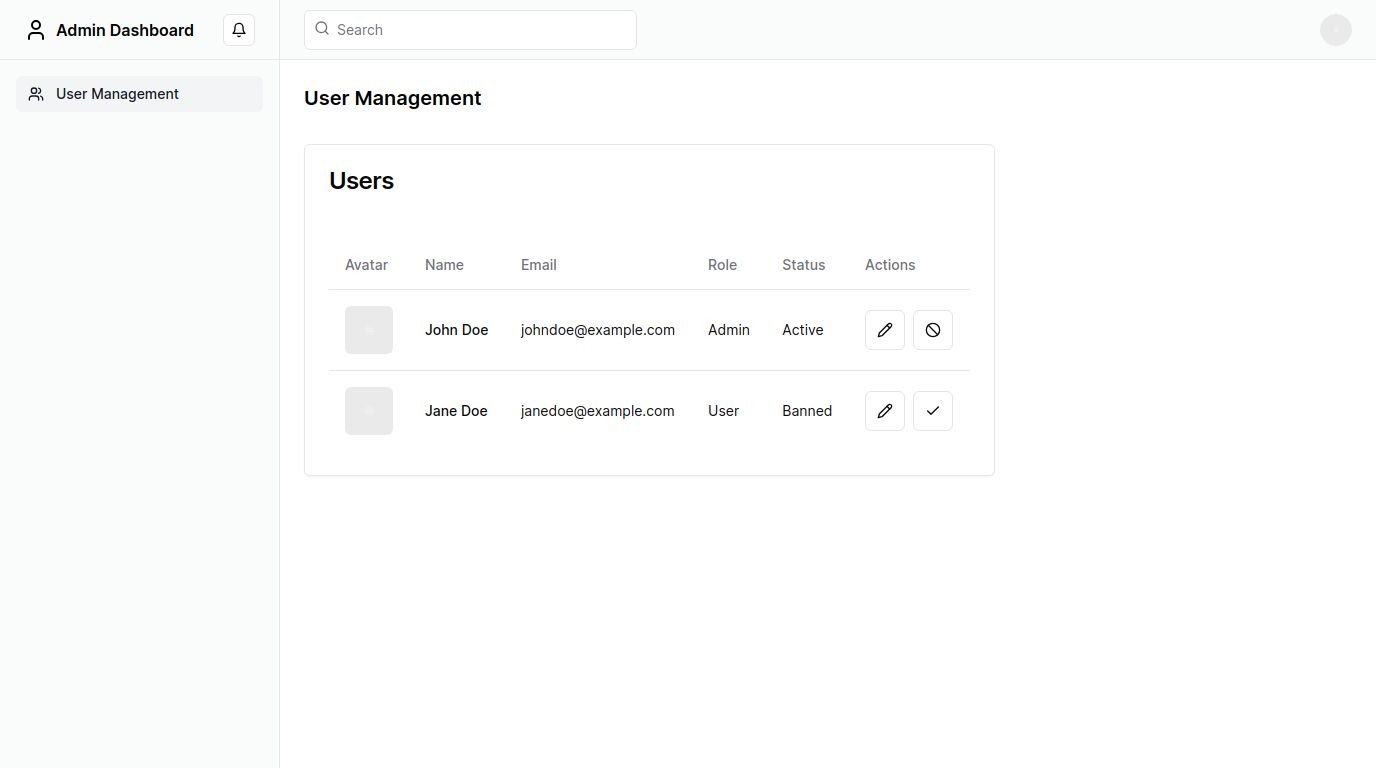 Admin Dashboard
Search
User Management
User Management
Users
Avatar Name Email Role Status Actions
John Doe johndoe@example.com Admin Active
Jane Doe janedoe@example.com User Banned